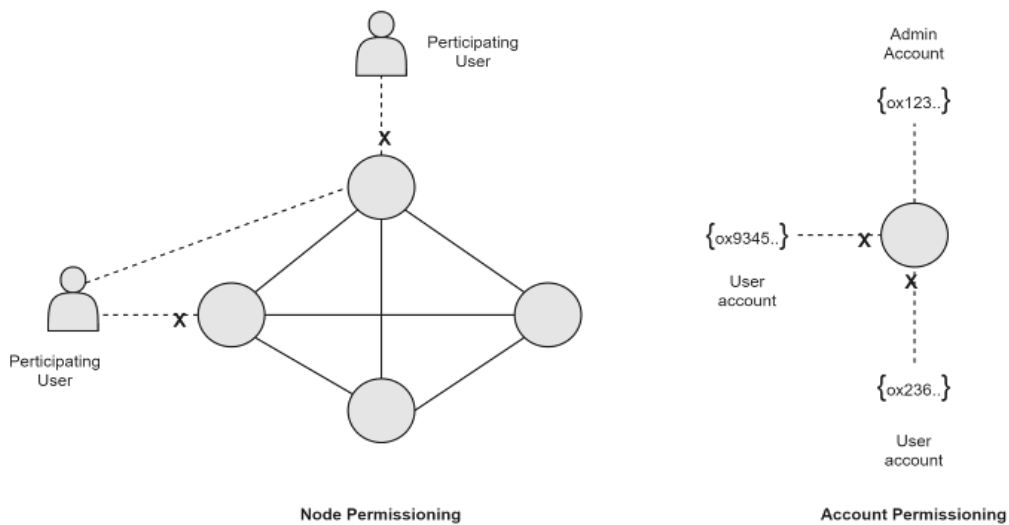 Perticipating
User
Admin
Account
{ox123..}
X
{ox9345..}
X
User
account
X
X
Perticipating
User
{ox236..}
User
account
Node Permissioning
Account Permissioning